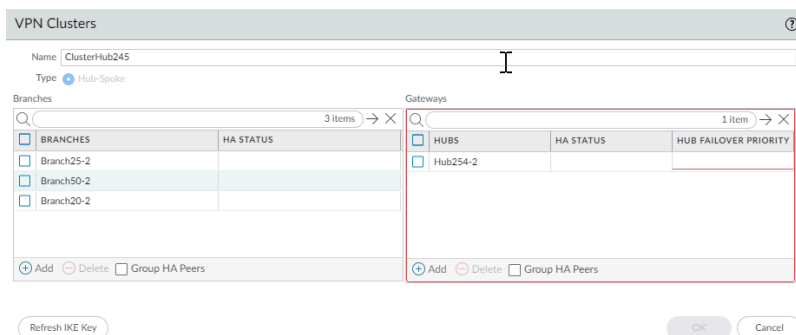 VPN Clusters
Name ClusterHub245
Type Hub-Spoke
Branches
3 items
BRANCHES HA STATUS
Branch25-2
Branch50-2
Branch20-2
Add Delete Group HA Peers
Gateways
1 item
HUBS HA STATUS HUB FAILOVER PRIORITY
Hub254-2
Add Delete Group HA Peers
Refresh IKE Key
OK Cancel